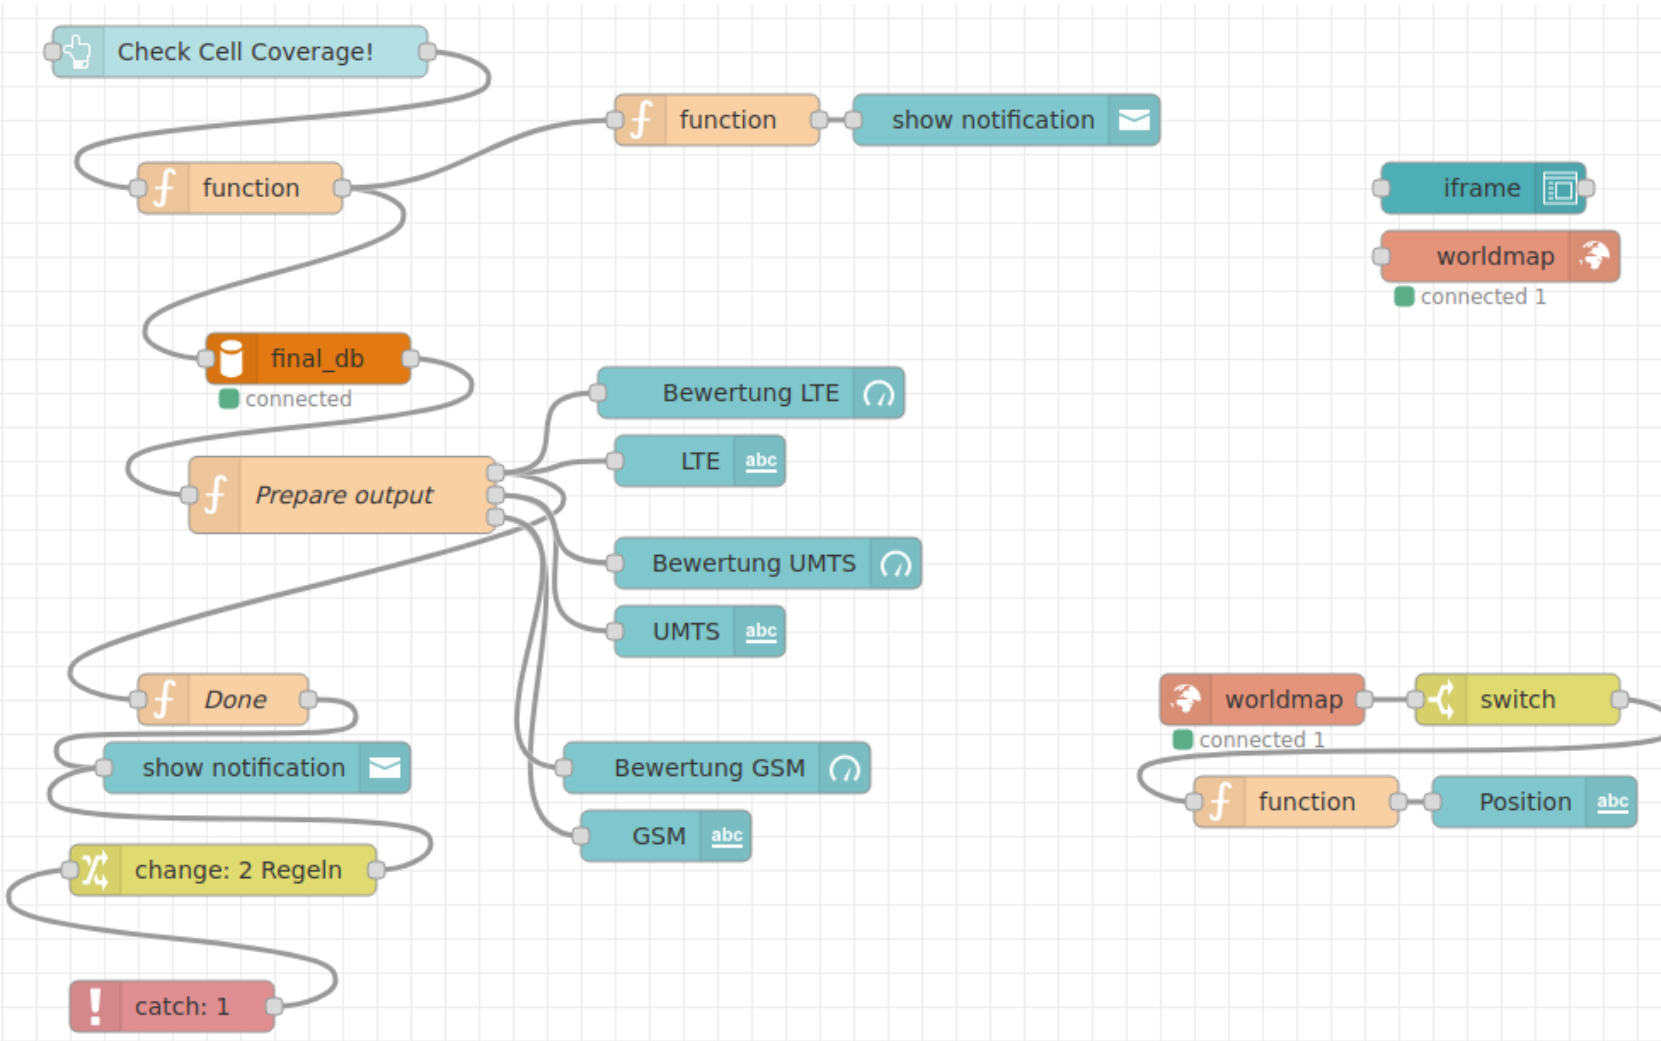 Check Cell Coverage!
function
show notification
function
iframe
worldmap
connected 1
final_db
connected
Bewertung LTE
LTE
abc
Prepare output
Bewertung UMTS
UMTS
abc
Done
worldmap
switch
connected 1
show notification
Bewertung GSM
function
Position
abc
GSM
abc
change: 2 Regeln
catch: 1